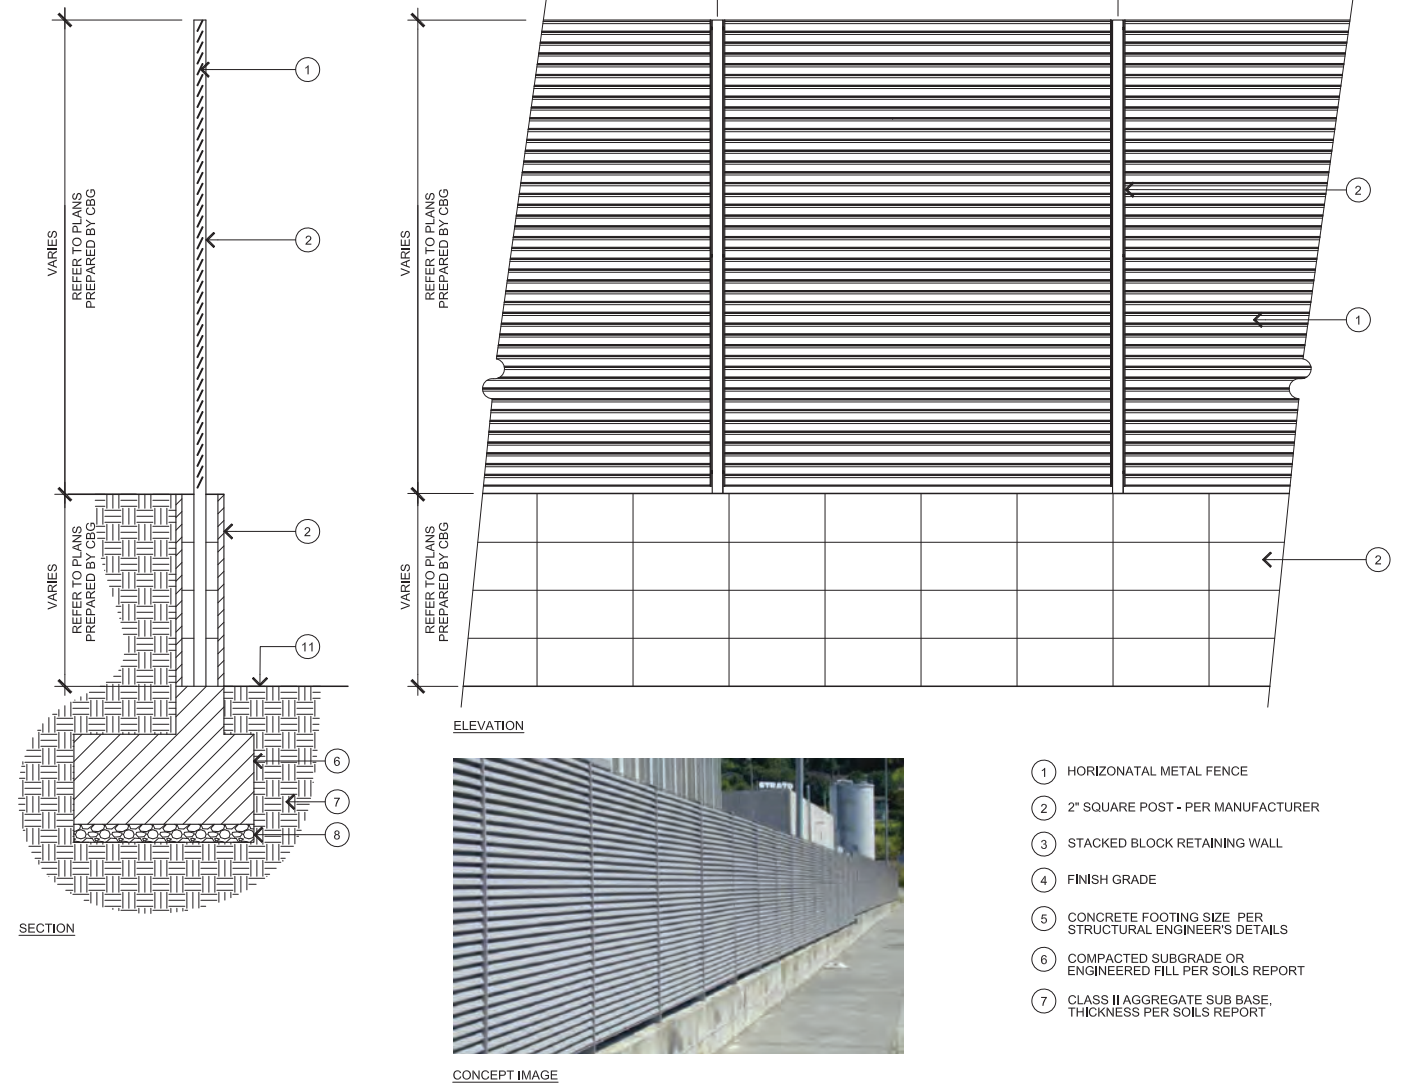 1
2
VARIES
REFER TO PLANS
PREPARED BY CBG
2
VARIES
REFER TO PLANS
PREPARED BY CBG
11
6
7
8
SECTION
VARIES
REFER TO PLANS
PREPARED BY CBG
2
1
VARIES
REFER TO PLANS
PREPARED BY CBG
2
ELEVATION
STRATO
CONCEPT IMAGE
1 HORIZONATAL METAL FENCE
2 2" SQUARE POST - PER MANUFACTURER
3 STACKED BLOCK RETAINING WALL
4 FINISH GRADE
5 CONCRETE FOOTING SIZE PER
STRUCTURAL ENGINEER'S DETAILS
6 COMPACTED SUBGRADE OR
ENGINEERED FILL PER SOILS REPORT
7 CLASS II AGGREGATE SUB BASE,
THICKNESS PER SOILS REPORT